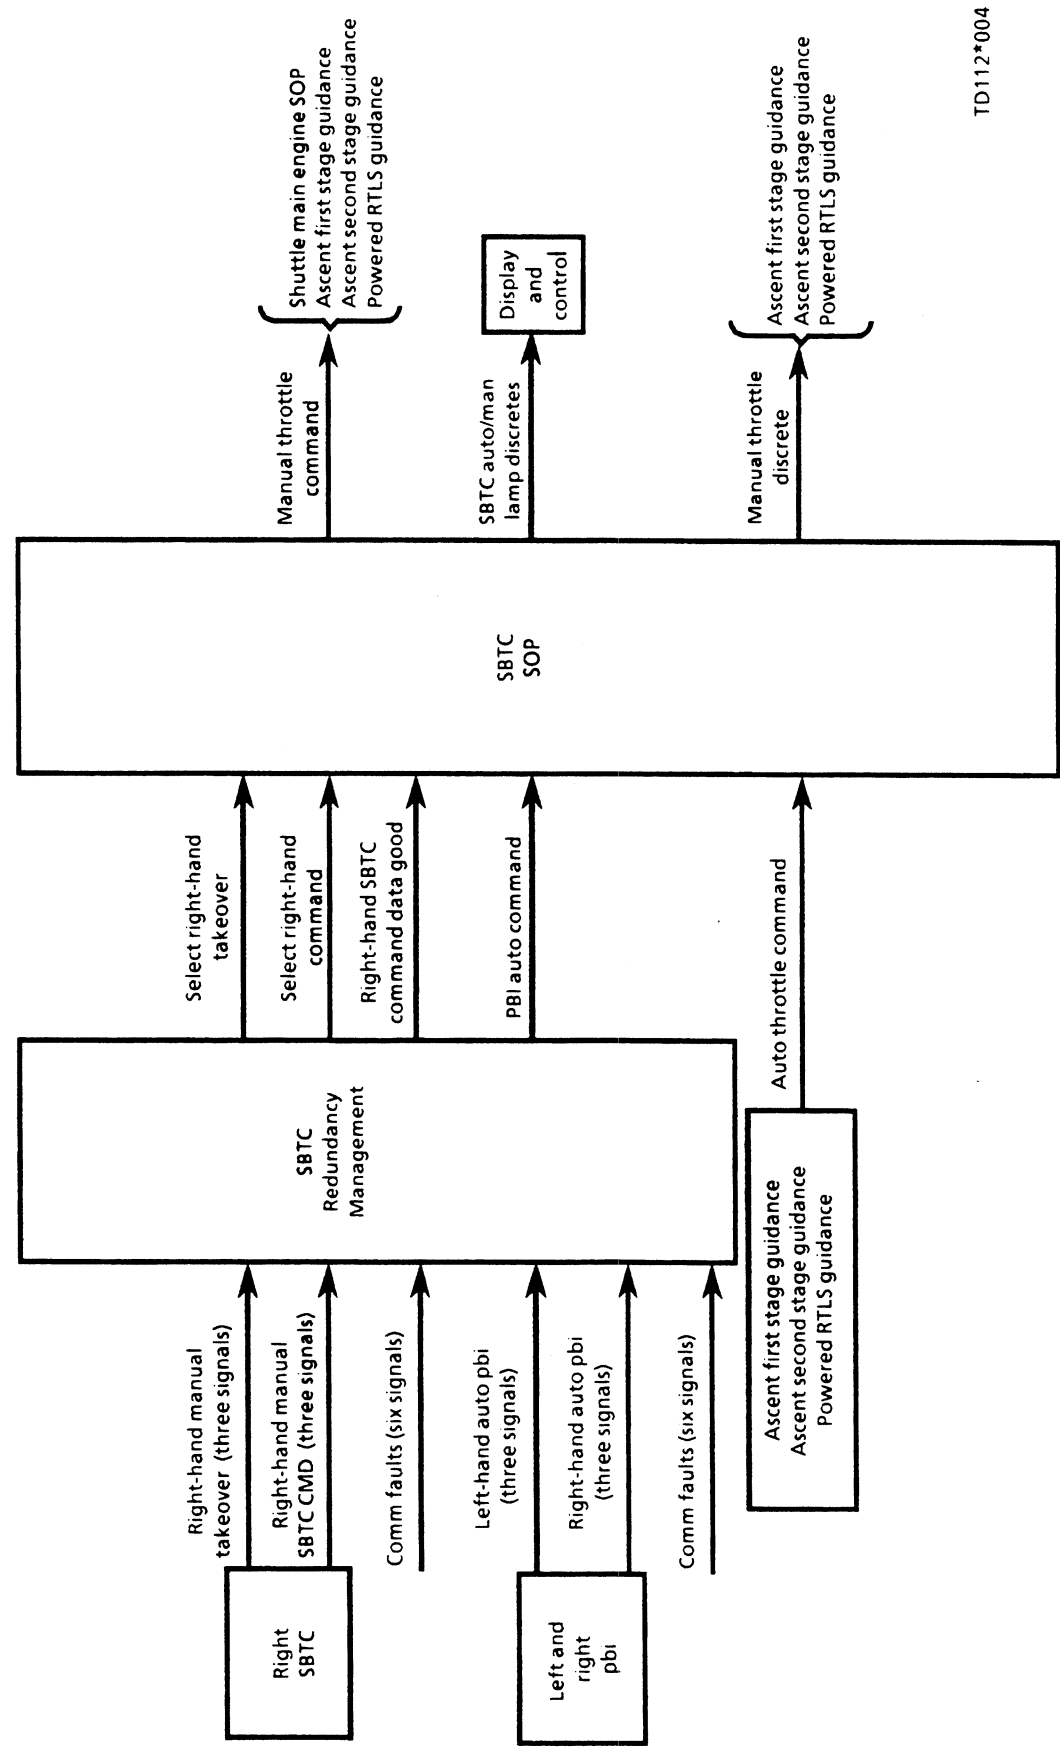 Right
SBTC
Left and
right
pbi
Right-hand manual
takeover (three signals)
Right-hand manual
SBTC CMD (three signals)
Comm faults (six signals)
Left-hand auto pbi
(three signals)
Right-hand auto pbi
(three signals)
Comm faults (six signals)
SBTC
Redundancy
Management
Ascent first stage guidance
Ascent second stage guidance
Powered RTLS guidance
Select right-hand
takeover
Select right-hand
command
Right-hand SBTC
command data good
PBI auto command
Auto throttle command
SBTC
SOP
Manual throttle
command
SBTC auto/man
lamp discretes
Manual throttle
discrete
Shuttle main engine SOP
Ascent first stage guidance
Ascent second stage guidance
Powered RTLS guidance
Display
and
control
Ascent first stage guidance
Ascent second stage guidance
Powered RTLS guidance
TD112*004